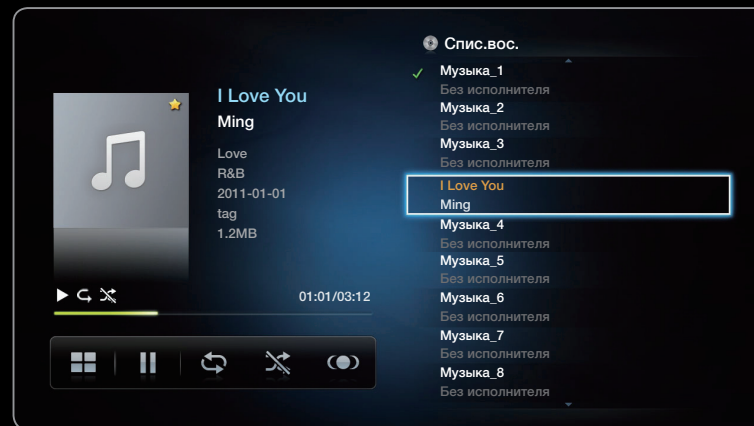 I Love You
Ming
Love
R&B
2011-01-01
tag
1.2MB
01:01/03:12
Спис.вос.
Музыка_1
Без исполнителя
Музыка_2
Без исполнителя
Музыка_3
Без исполнителя
I Love You
Ming
Музыка_4
Без исполнителя
Музыка_5
Без исполнителя
Музыка_6
Без исполнителя
Музыка_7
Без исполнителя
Музыка_8
Без исполнителя